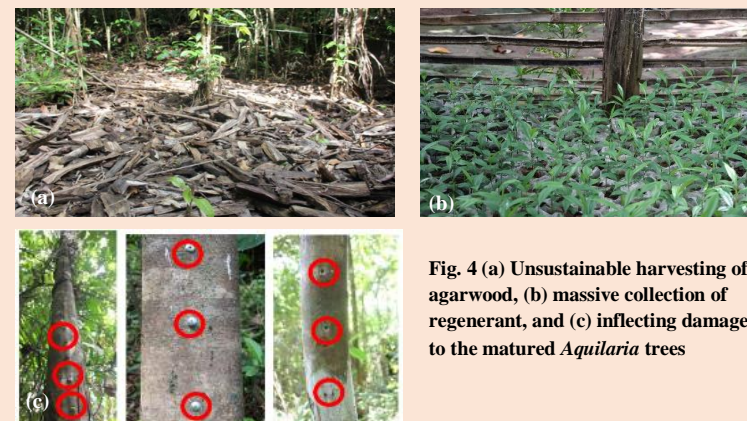 (a)
(b)
(c)
Fig. 4 (a) Unsustainable harvesting of
agarwood, (b) massive collection of
regenerant, and (c) inflecting damage
to the matured Aquilaria trees